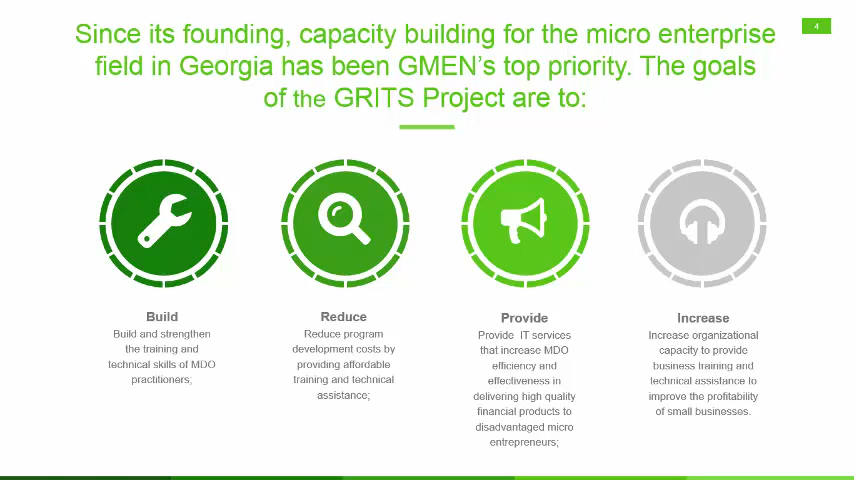 Since its founding, capacity building for the micro enterprise
field in Georgia has been GMEN's top priority. The goals
of the GRITS Project are to:
4
Build
Build and strengthen
the training and
technical skills of MDO
practitioners;
Reduce
Reduce program
development costs by
providing affordable
training and technical
assistance;
Provide
Provide IT services
that increase MDO
efficiency and
effectiveness in
delivering high quality
financial products to
disadvantaged micro
entrepreneurs;
Increase
Increase organizational
capacity to provide
business training and
technical assistance to
improve the profitability
of small businesses.